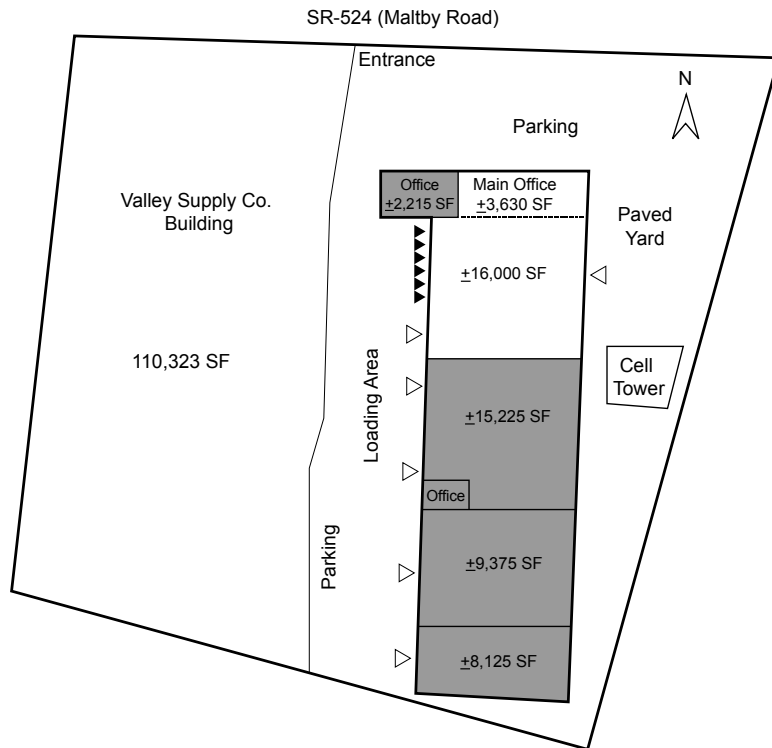 SR-524 (Maltby Road)
Entrance
N
Parking
Office
±2,215 SF
Main Office
±3,630 SF
Valley Supply Co.
Building
Paved
Yard
±16,000 SF
110,323 SF
Loading Area
Cell
Tower
±15,225 SF
Office
Parking
±9,375 SF
±8,125 SF